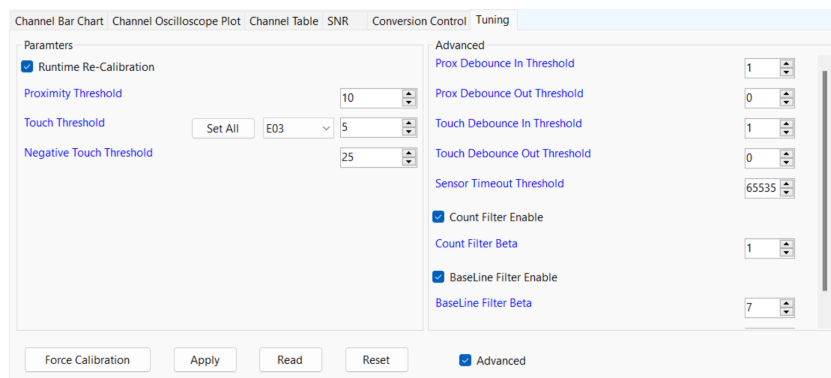 Channel Bar Chart Channel Oscilloscope Plot Channel Table SNR Conversion Control Tuning
Paramters
Runtime Re-Calibration
Proximity Threshold 10
Touch Threshold Set All E03 5
Negative Touch Threshold 25
Advanced
Prox Debounce In Threshold 1
Prox Debounce Out Threshold 0
Touch Debounce In Threshold 1
Touch Debounce Out Threshold 0
Sensor Timeout Threshold 65535
Count Filter Enable
Count Filter Beta 1
BaseLine Filter Enable
BaseLine Filter Beta 7
Force Calibration Apply Read Reset Advanced